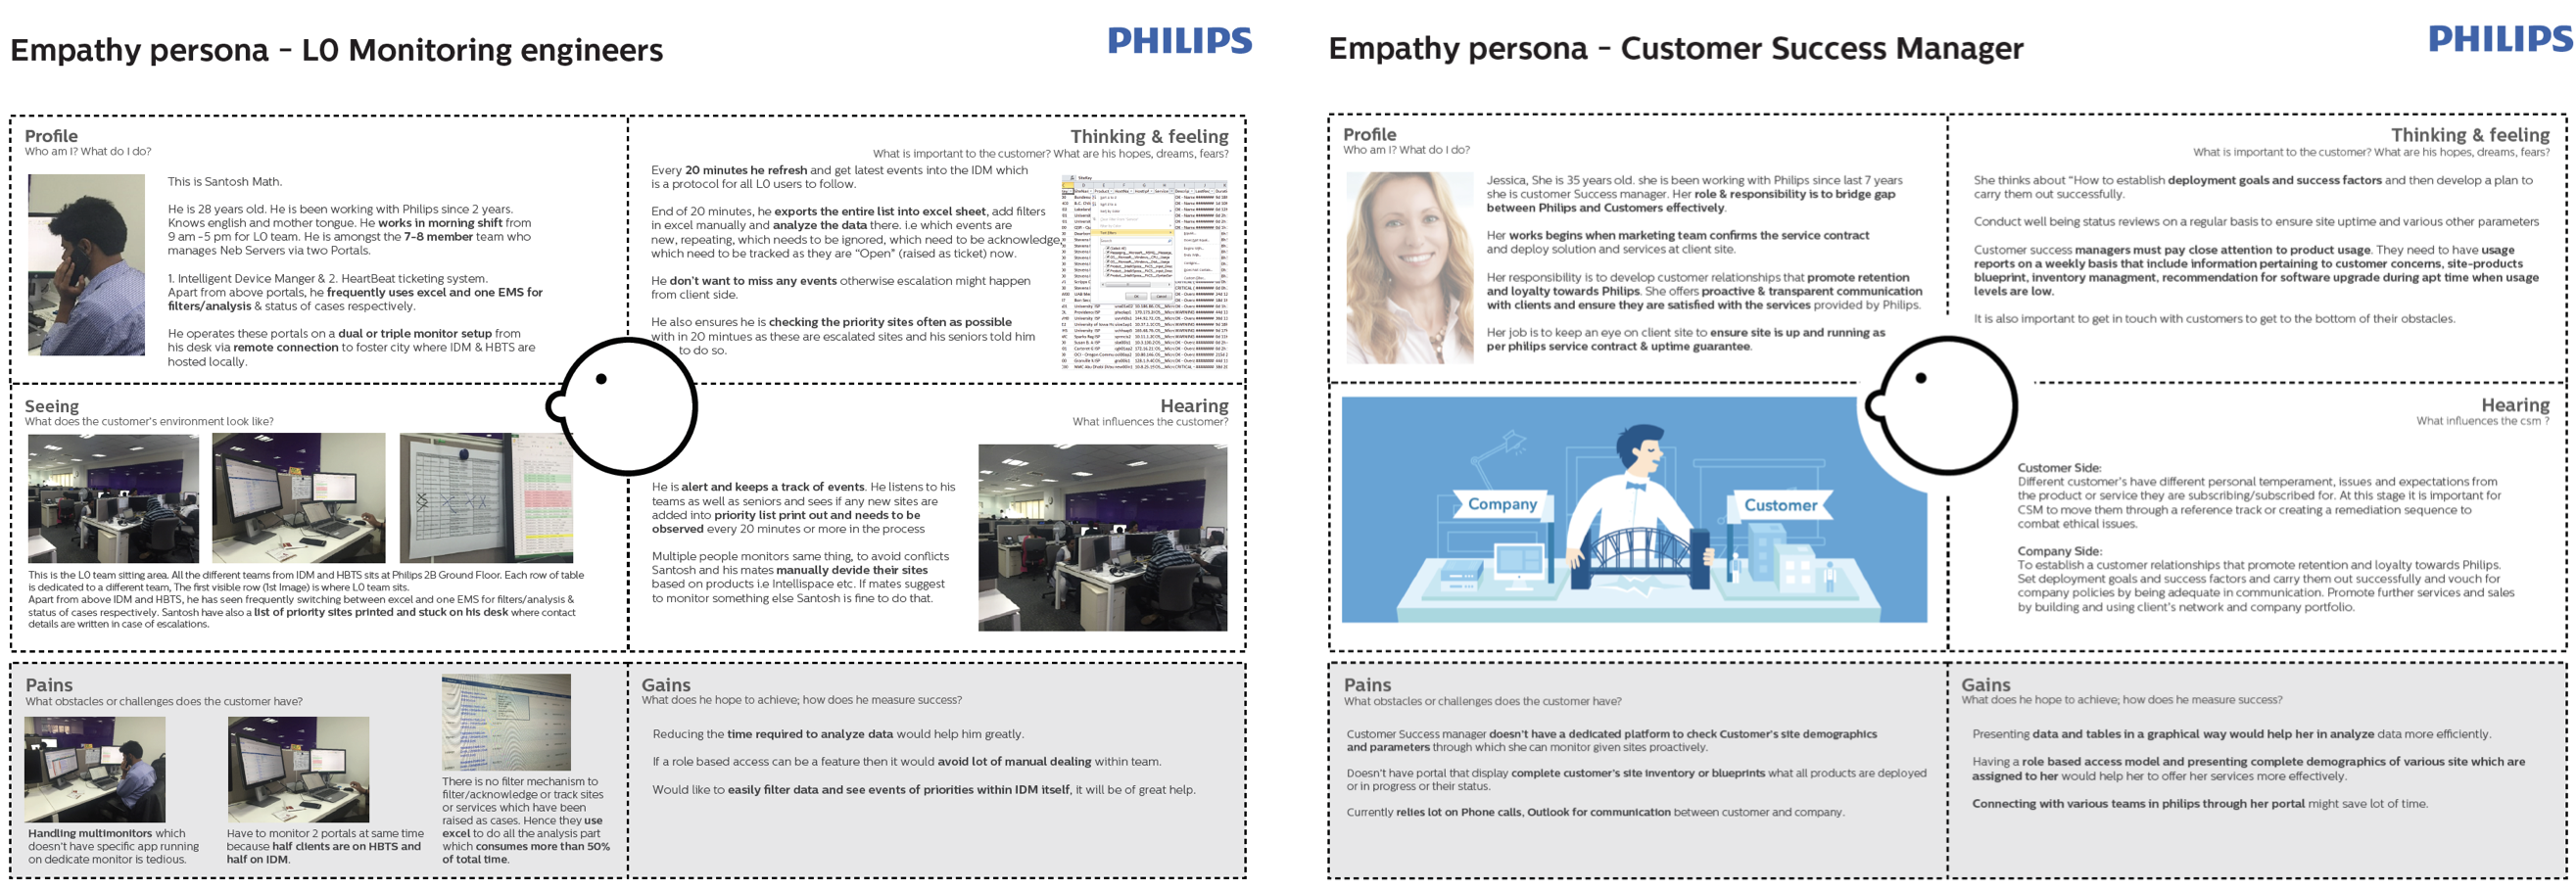 Empathy persona - L0 Monitoring engineers
PHILIPS
Profile
Who am I? What do I do?
This is Santosh Math.
He is 28 year old. He is been working with Philips since 2 years.
Knows english and mother tongue. He works in morning shift from
9 am -5 pm for L0 team. He is amongst the 7-8 member team who
manages Neb Servers via two Portals.
1. Intelligent Device Manger & 2. HeartBeat ticketing system.
Apart from above portals, he frequently uses excel and one EMS for
filters/analysis & status of cases respectively.
He operates these portals on a dual or triple monitor setup from
his desk via remote connection to foster city where IDM & HBTS are
hosted locally.
Thinking & feeling
What is important to the customer? What are his hopes, dreams, fears?
Every 20 minutes he refresh and get latest events into the IDM which
is a protocol for all L0 users to follow.
End of 20 minutes, he exports the entire list into excel sheet, add filters
in excel manually and analyze the data there. i.e which events are
new, repeating, which needs to be ignored, which need to be acknowledge,
which need to be tracked as they are "Open" (raised as ticket) now.
He don't want to miss any events otherwise escalation might happen
from client side.
He also ensures he is checking the priority sites often as possible
with in 20 mintues as these are escalated sites and his seniors told him
to do so.
Seeing
What does the customer's environment look like?
This is the L0 team sitting area. All the different teams from IDM and HBTS sits at Philips 2B Ground Floor. Each row of table
is dedicated to a different team, The first visible row (1st Image) is where L0 team sits.
Apart from above IDM and HBTS, he has seen frequently switching between excel and one EMS for filters/analysis &
status of cases respectively. Santosh have also a list of priority sites printed and stuck on his desk where contact
details are written in case of escalations.
Hearing
What influences the customer?
He is alert and keeps a track of events. He listens to his
teams as well as seniors and sees if any new sites are
added into priority list print out and needs to be
observed every 20 minutes or more in the process
Multiple people monitors same thing, to avoid conflicts
Santosh and his mates manually devide their sites
based on products i.e Intellispace etc. If mates suggest
to monitor something else Santosh is fine to do that.
Pains
What obstacles or challenges does the customer have?
Handling multimonitors which
doesn't have specific app running
on dedicate monitor is tedious.
Have to monitor 2 portals at same time
because half clients are on HBTS and
half on IDM.
There is no filter mechanism to
filter/acknowledge or track sites
or services which have been
raised as cases. Hence they use
excel to do all the analysis part
which consumes more than 50%
of total time.
Gains
What does he hope to achieve; how does he measure success?
Reducing the time required to analyze data would help him greatly.
If a role based access can be a feature then it would avoid lot of manual dealing within team.
Would like to easily filter data and see events of priorities within IDM itself, it will be of great help.
Empathy persona - Customer Success Manager
PHILIPS
Profile
Who am I? What do I do?
Jessica, She is 35 years old. she is been working with Philips since last 7 years
she is customer Success manager. Her role & responsibility is to bridge gap
between Philips and Customers effectively.
Her works begins when marketing team confirms the service contract
and deploy solution and services at client site.
Her responsibility is to develop customer relationships that promote retention
and loyalty towards Philips. She offers proactive & transparent communication
with clients and ensure they are satisfied with the services provided by Philips.
Her job is to keep an eye on client site to ensure site is up and running as
per philips service contract & uptime guarantee.
Thinking & feeling
What is important to the customer? What are his hopes, dreams, fears?
She thinks about "How to establish deployment goals and success factors and then develop a plan to
carry them out successfully.
Conduct well being status reviews on a regular basis to ensure site uptime and various other parameters
Customer success managers must pay close attention to product usage. They need to have usage
reports on a weekly basis that include information pertaining to customer concerns, site-products
blueprint, inventory managment, recommendation for software upgrade during apt time when usage
levels are low.
It is also important to get in touch with customers to get to the bottom of their obstacles.
Company
Customer
Hearing
What influences the csm ?
Customer Side:
Different customer's have different personal temperament, issues and expectations from
the product or service they are subscribing/subscribed for. At this stage it is important for
CSM to move them through a reference track or creating a remediation sequence to
combat ethical issues.
Company Side:
To establish a customer relationships that promote retention and loyalty towards Philips.
Set deployment goals and success factors and carry them out successfully and vouch for
company policies by being adequate in communication. Promote further services and sales
by building and using client's network and company portfolio.
Pains
What obstacles or challenges does the customer have?
Customer Success manager doesn't have a dedicated platform to check Customer's site demographics
and parameters through which she can monitor given sites proactively.
Doesn't have portal that display complete customer's site inventory or blueprints what all products are deployed
or in progress or their status.
Currently relies lot on Phone calls, Outlook for communication between customer and company.
Gains
What does he hope to achieve; how does he measure success?
Presenting data and tables in a graphical way would help her in analyze data more efficiently.
Having a role based access model and presenting complete demographics of various site which are
assigned to her would help her to offer her services more effectively.
Connecting with various teams in philips through her portal might save lot of time.